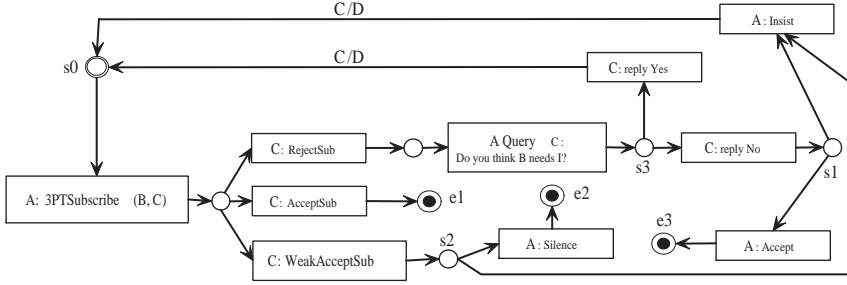 C/D
A : Insist
s0
C/D
C: reply Yes
C: RejectSub
A Query C :
Do you think B needs I?
s3
C: reply No
s1
A: 3PTSubscribe (B, C)
C: AcceptSub
e1
e2
e3
C: WeakAcceptSub
s2
A: Silence
A : Accept